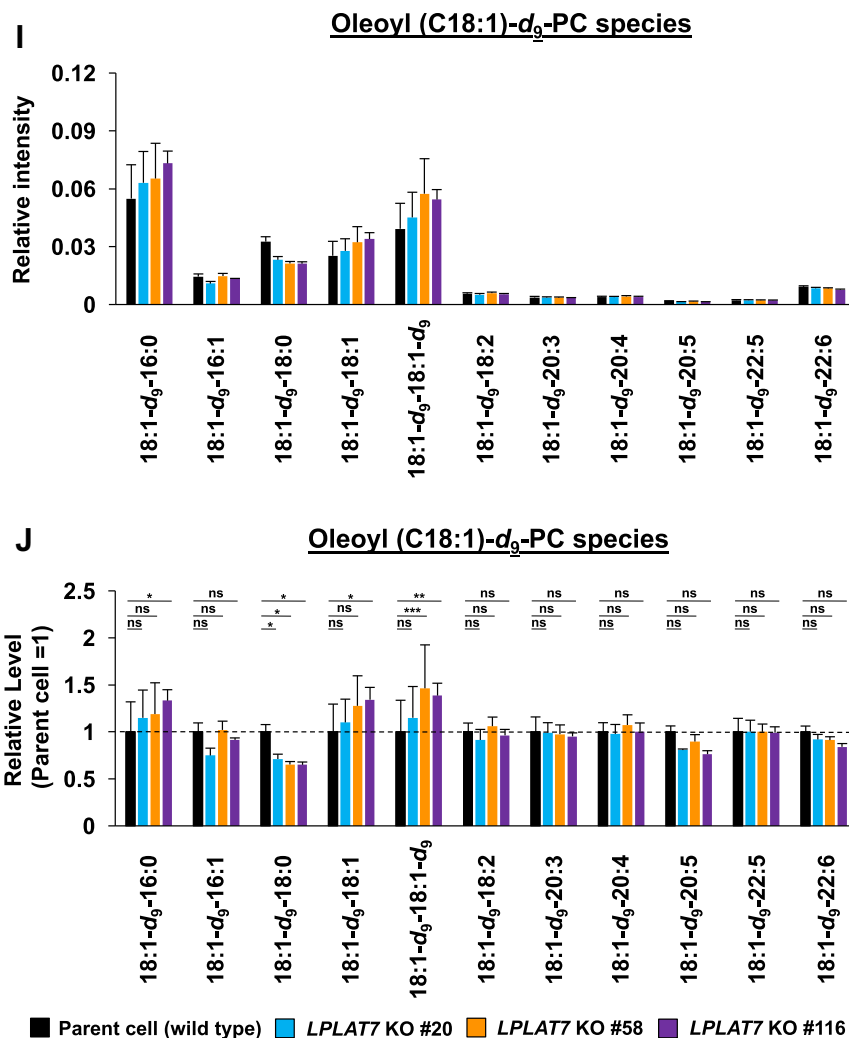 I
Oleoyl (C18:1)-d9-PC species
Relative intensity
0.12
0.09
0.06
0.03
0
18:1-d9-16:0
18:1-d9-16:1
18:1-d9-18:0
18:1-d9-18:1
18:1-d9-18:1-d9
18:1-d9-18:2
18:1-d9-20:3
18:1-d9-20:4
18:1-d9-20:5
18:1-d9-22:5
18:1-d9-22:6
J
Oleoyl (C18:1)-d9-PC species
Relative Level
(Parent cell =1)
2.5
2
1.5
1
0.5
0
* ns * * ** ns ns ns ns ns ns
ns ns * ns *** ns ns ns ns ns ns
ns ns * ns ns ns ns ns ns ns ns
18:1-d9-16:0
18:1-d9-16:1
18:1-d9-18:0
18:1-d9-18:1
18:1-d9-18:1-d9
18:1-d9-18:2
18:1-d9-20:3
18:1-d9-20:4
18:1-d9-20:5
18:1-d9-22:5
18:1-d9-22:6
Parent cell (wild type) LPLAT7 KO #20 LPLAT7 KO #58 LPLAT7 KO #116